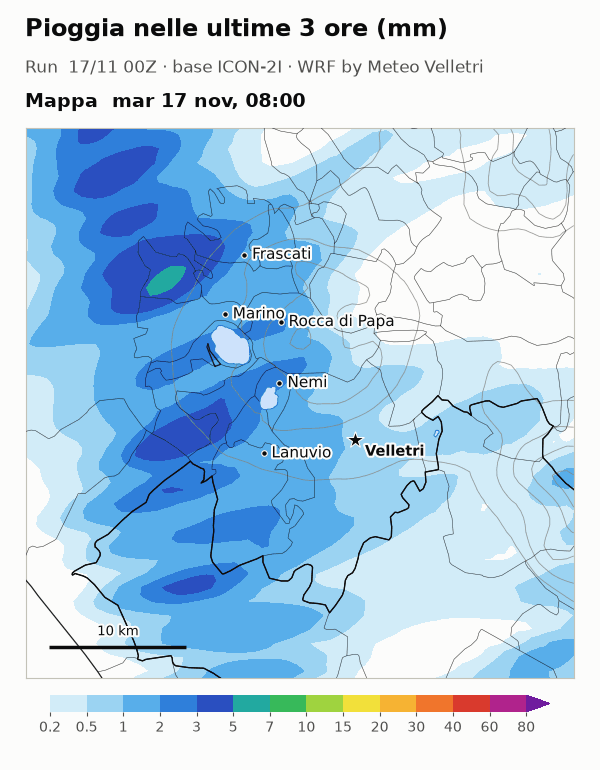 Pioggia nelle ultime 3 ore (mm)
Run  17/11 00Z · base ICON-2I · WRF by Meteo Velletri
Mappa  mar 17 nov, 08:00
Frascati
Marino
Rocca di Papa
Nemi
Velletri
Lanuvio
10 km
0.2 0.5 1 2 3 5 7 10 15 20 30 40 60 80